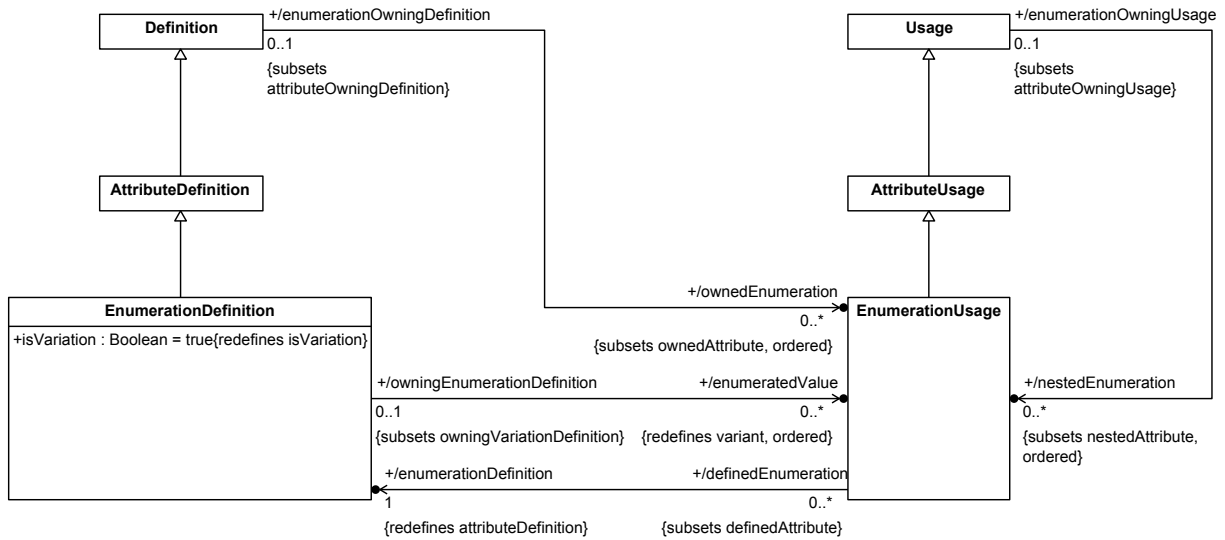 +/enumerationOwningDefinition
+/enumerationOwningUsage
Definition
Usage
0..1
0..1
{subsets
attributeOwningDefinition}
{subsets
attributeOwningUsage}
AttributeDefinition
AttributeUsage
+/ownedEnumeration
EnumerationDefinition
EnumerationUsage
0..*
+isVariation : Boolean = true{redefines isVariation}
{subsets ownedAttribute, ordered}
+/owningEnumerationDefinition
+/enumeratedValue
+/nestedEnumeration
0..1
0..*
0..*
{subsets owningVariationDefinition}
{redefines variant, ordered}
{subsets nestedAttribute,
ordered}
+/enumerationDefinition
+/definedEnumeration
1
0..*
{redefines attributeDefinition}
{subsets definedAttribute}